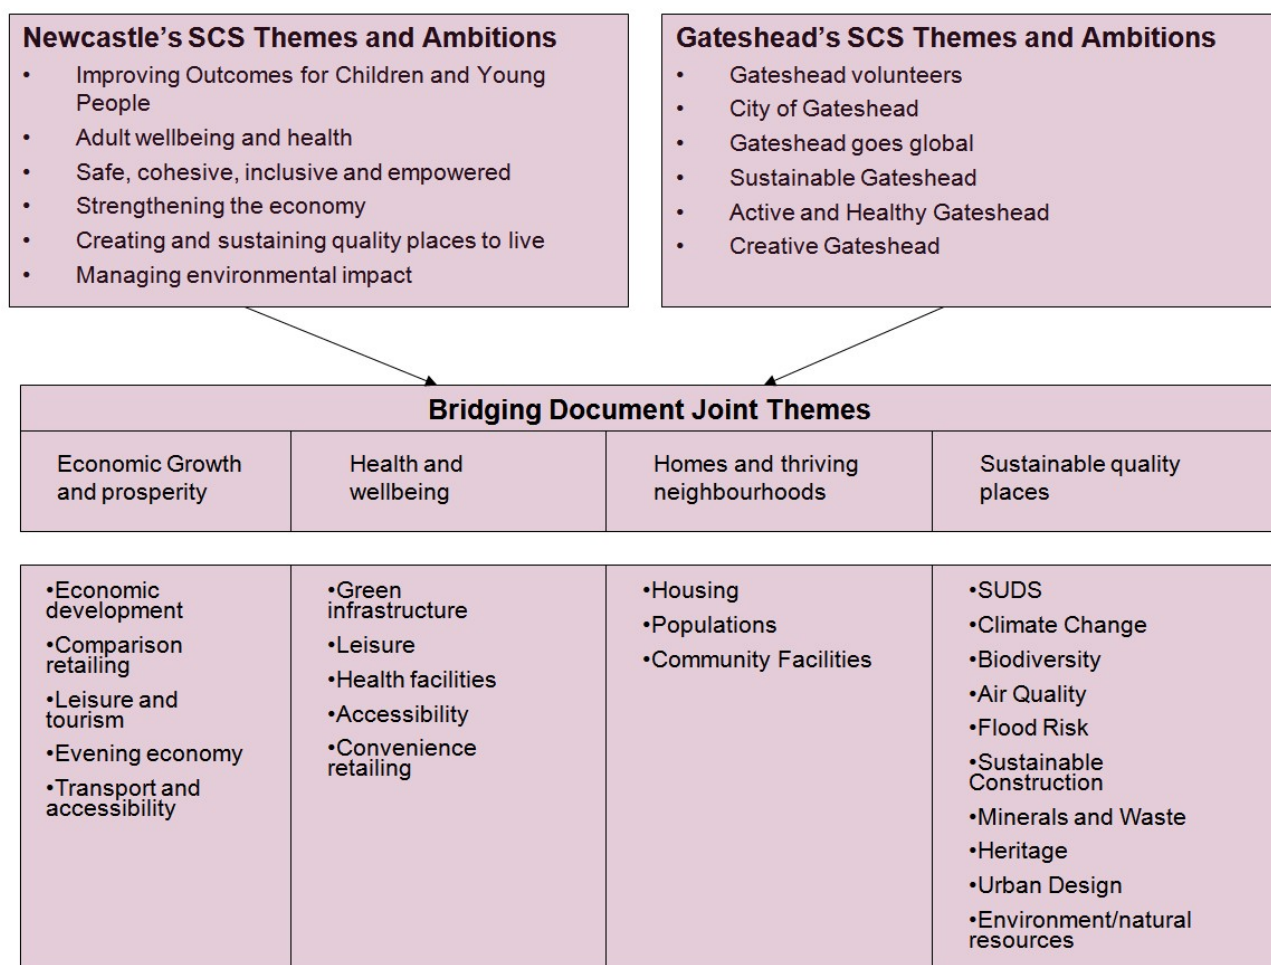 Newcastle's SCS Themes and Ambitions
• Improving Outcomes for Children and Young
People
• Adult wellbeing and health
• Safe, cohesive, inclusive and empowered
• Strengthening the economy
• Creating and sustaining quality places to live
• Managing environmental impact
Gateshead's SCS Themes and Ambitions
• Gateshead volunteers
• City of Gateshead
• Gateshead goes global
• Sustainable Gateshead
• Active and Healthy Gateshead
• Creative Gateshead
Bridging Document Joint Themes
Economic Growth
and prosperity
Health and
wellbeing
Homes and thriving
neighbourhoods
Sustainable quality
places
•Economic
development
•Comparison
retailing
•Leisure and
tourism
•Evening economy
•Transport and
accessibility
•Green
infrastructure
•Leisure
•Health facilities
•Accessibility
•Convenience
retailing
•Housing
•Populations
•Community Facilities
•SUDS
•Climate Change
•Biodiversity
•Air Quality
•Flood Risk
•Sustainable
Construction
•Minerals and Waste
•Heritage
•Urban Design
•Environment/natural
resources